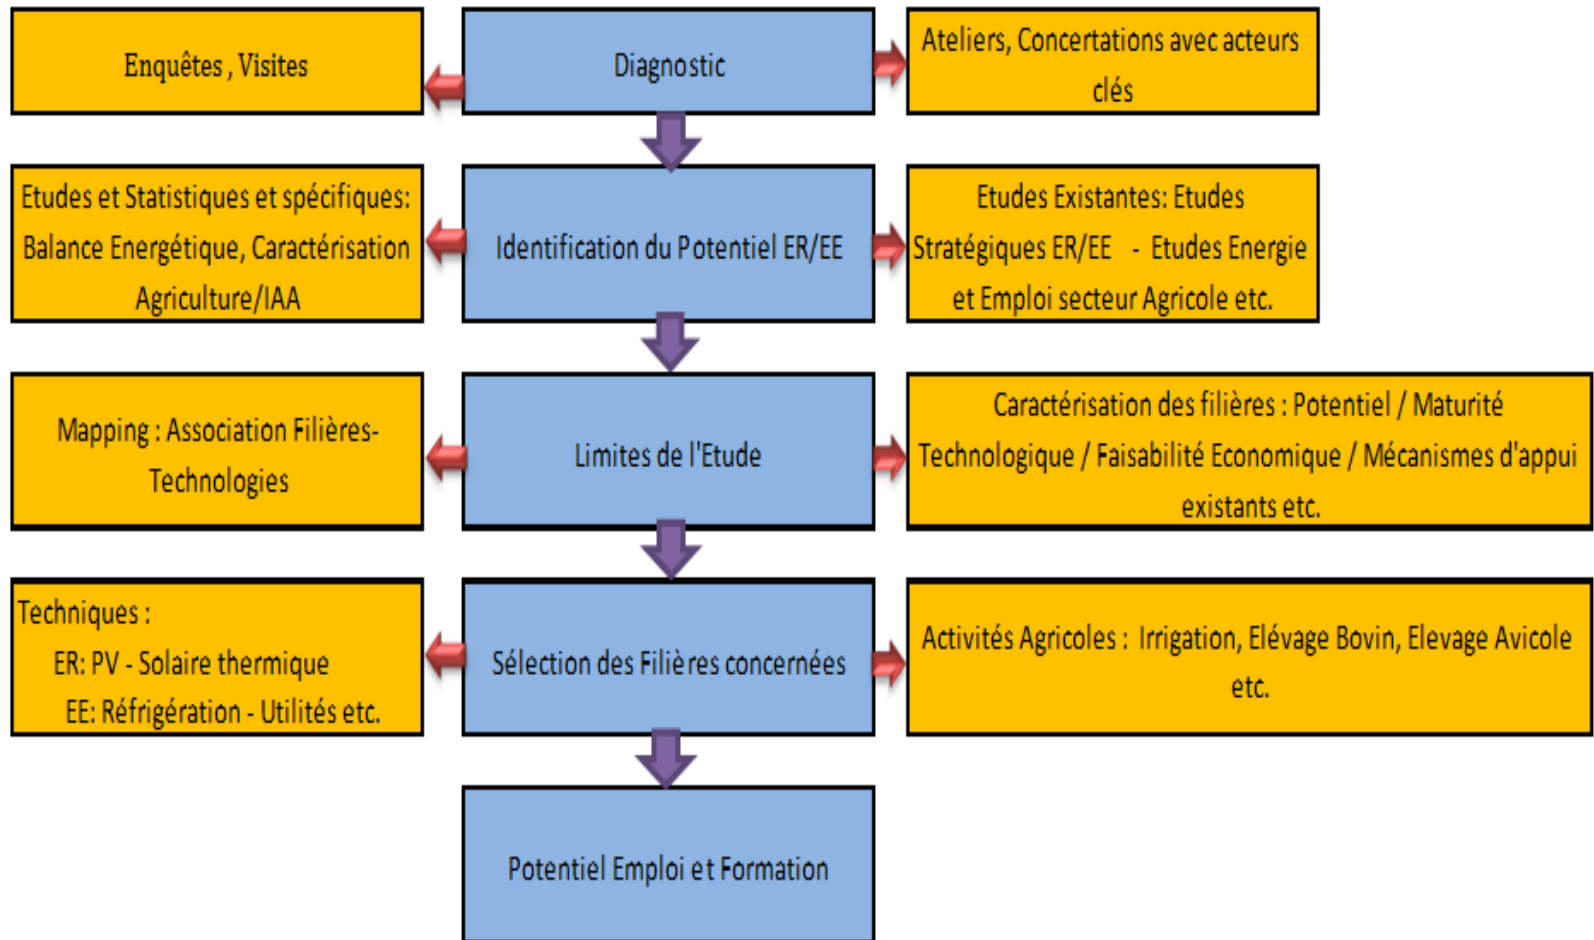 Enquêtes , Visites
Diagnostic
Ateliers, Concertations avec acteurs
clés
Etudes et Statistiques et spécifiques:
Balance Energétique, Caractérisation
Agriculture/IAA
Identification du Potentiel ER/EE
Etudes Existantes: Etudes
Stratégiques ER/EE - Etudes Energie
et Emploi secteur Agricole etc.
Mapping : Association Filières-
Technologies
Limites de l'Etude
Caractérisation des filières : Potentiel / Maturité
Technologique / Faisabilité Economique / Mécanismes d'appui
existants etc.
Techniques :
ER: PV - Solaire thermique
EE: Réfrigération - Utilités etc.
Sélection des Filières concernées
Activités Agricoles : Irrigation, Elévage Bovin, Elevage Avicole
etc.
Potentiel Emploi et Formation